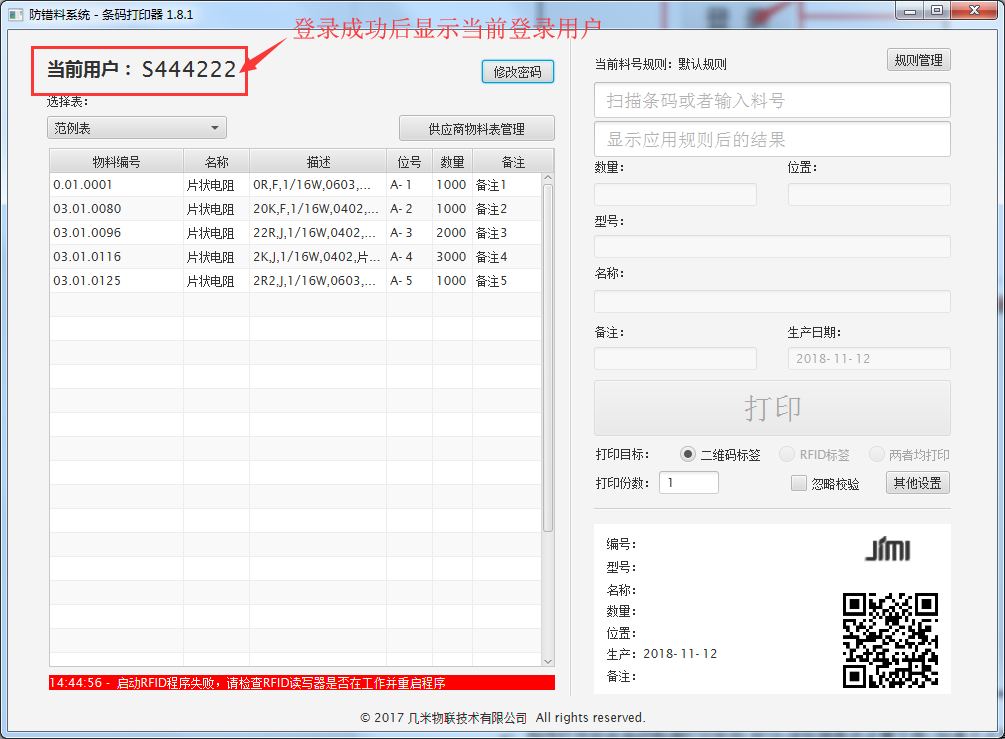 防错料系统 - 条码打印器 1.8.1
登录成功后显示当前登录用户
当前用户： S444222
修改密码
选择表：
范例表
供应商物料表管理
物料编号 名称 描述 位号 数量 备注
0.01.0001 片状电阻 0R,F,1/16W,0603,... A- 1 1000 备注1
03.01.0080 片状电阻 20K,F,1/16W,0402,... A- 2 1000 备注2
03.01.0096 片状电阻 22R,J,1/16W,0402,... A- 3 2000 备注3
03.01.0116 片状电阻 2K,J,1/16W,0402,片... A- 4 3000 备注4
03.01.0125 片状电阻 2R2,J,1/16W,0603,... A- 5 1000 备注5
14:44:56 - 启动RFID程序失败，请检查RFID读写器是否在工作并重启程序
当前料号规则：默认规则
规则管理
扫描条码或者输入料号
显示应用规则后的结果
数量： 位置：
型号：
名称：
备注： 生产日期：
2018- 11- 12
打印
打印目标： 二维码标签 RFID标签 两者均打印
打印份数： 1 忽略校验 其他设置
编号：
JIMI
型号：
名称：
数量：
位置：
生产：2018- 11- 12
备注：
© 2017 几米物联技术有限公司 All rights reserved.